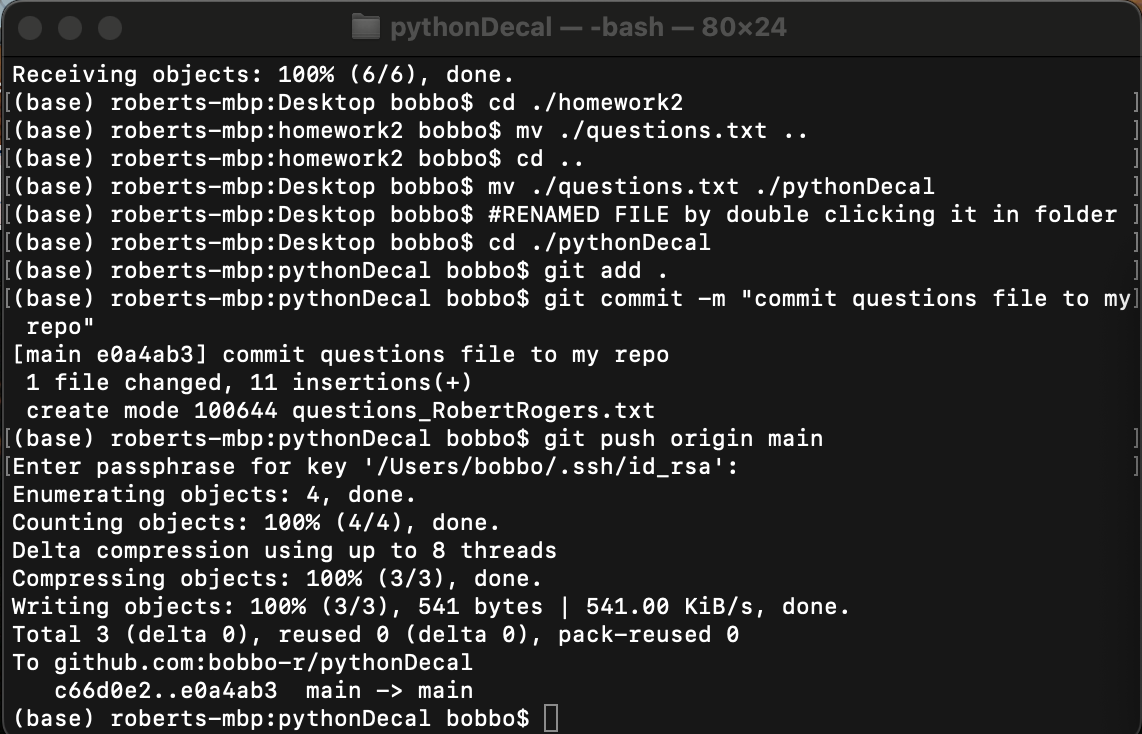 pythonDecal — -bash — 80×24
Receiving objects: 100% (6/6), done.
[(base) roberts-mbp:Desktop bobbo$ cd ./homework2 ]
[(base) roberts-mbp:homework2 bobbo$ mv ./questions.txt .. ]
[(base) roberts-mbp:homework2 bobbo$ cd .. ]
[(base) roberts-mbp:Desktop bobbo$ mv ./questions.txt ./pythonDecal ]
[(base) roberts-mbp:Desktop bobbo$ #RENAMED FILE by double clicking it in folder ]
[(base) roberts-mbp:Desktop bobbo$ cd ./pythonDecal ]
[(base) roberts-mbp:pythonDecal bobbo$ git add . ]
[(base) roberts-mbp:pythonDecal bobbo$ git commit -m "commit questions file to my]
 repo"
[main e0a4ab3] commit questions file to my repo
 1 file changed, 11 insertions(+)
 create mode 100644 questions_RobertRogers.txt
[(base) roberts-mbp:pythonDecal bobbo$ git push origin main ]
[Enter passphrase for key '/Users/bobbo/.ssh/id_rsa': ]
Enumerating objects: 4, done.
Counting objects: 100% (4/4), done.
Delta compression using up to 8 threads
Compressing objects: 100% (3/3), done.
Writing objects: 100% (3/3), 541 bytes | 541.00 KiB/s, done.
Total 3 (delta 0), reused 0 (delta 0), pack-reused 0
To github.com:bobbo-r/pythonDecal
   c66d0e2..e0a4ab3  main -> main
(base) roberts-mbp:pythonDecal bobbo$